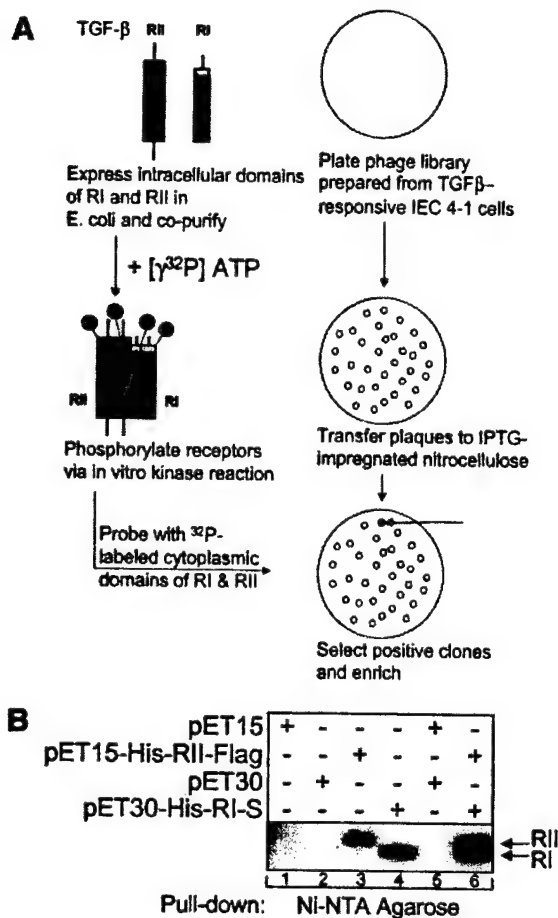 A
TGF-β RII RI
Express intracellular domains
of RI and RII in
E. coli and co-purify
+ [γ³²P] ATP
RII RI
Phosphorylate receptors
via in vitro kinase reaction
Probe with ³²P-
labeled cytoplasmic
domains of RI & RII
Plate phage library
prepared from TGFβ–
responsive IEC 4-1 cells
Transfer plaques to IPTG-
impregnated nitrocellulose
Select positive clones
and enrich
B
pET15 + - - - + -
pET15-His-RII-Flag - - + - - +
pET30 - + - - + -
pET30-His-RI-S - - - + - +
RII
RI
1 2 3 4 5 6
Pull-down: Ni-NTA Agarose